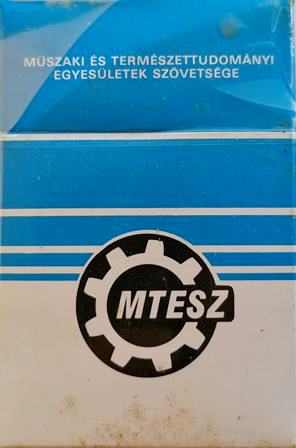 MŰSZAKI ÉS TERMÉSZETTUDOMÁNYI
EGYESÜLETEK SZÖVETSÉGE
MTESZ